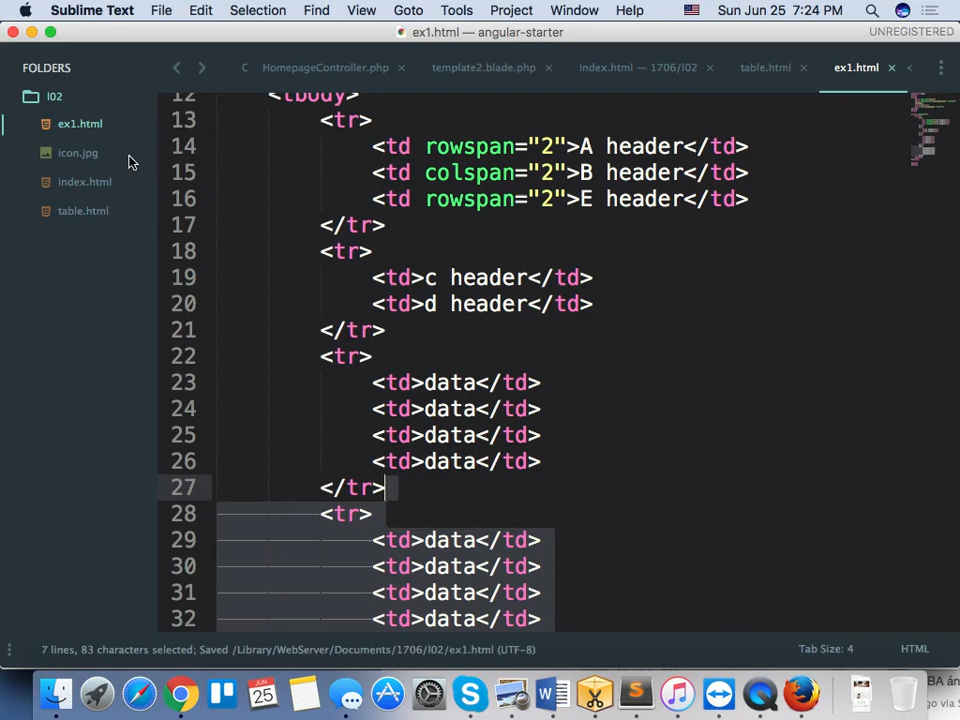 Sublime Text File Edit Selection Find Find Goto Tools Project Window Help Sun Jun 25 7:24 PM
ex1.html — angular-starter
UNREGISTERED
FOLDERS
l02
ex1.html
icon.jpg
index.html
table.html
C HomepageController.php template2.blade.php index.html — 1706/l02 table.html ex1.html
12 <tbody>
13 <tr>
14 <td rowspan="2">A header</td>
15 <td colspan="2">B header</td>
16 <td rowspan="2">E header</td>
17 </tr>
18 <tr>
19 <td>c header</td>
20 <td>d header</td>
21 </tr>
22 <tr>
23 <td>data</td>
24 <td>data</td>
25 <td>data</td>
26 <td>data</td>
27 </tr>
28 <tr>
29 <td>data</td>
30 <td>data</td>
31 <td>data</td>
32 <td>data</td>
7 lines, 83 characters selected; Saved /Library/WebServer/Documents/1706/l02/ex1.html (UTF-8) Tab Size: 4 HTML
JUN
25
BA án
go via S